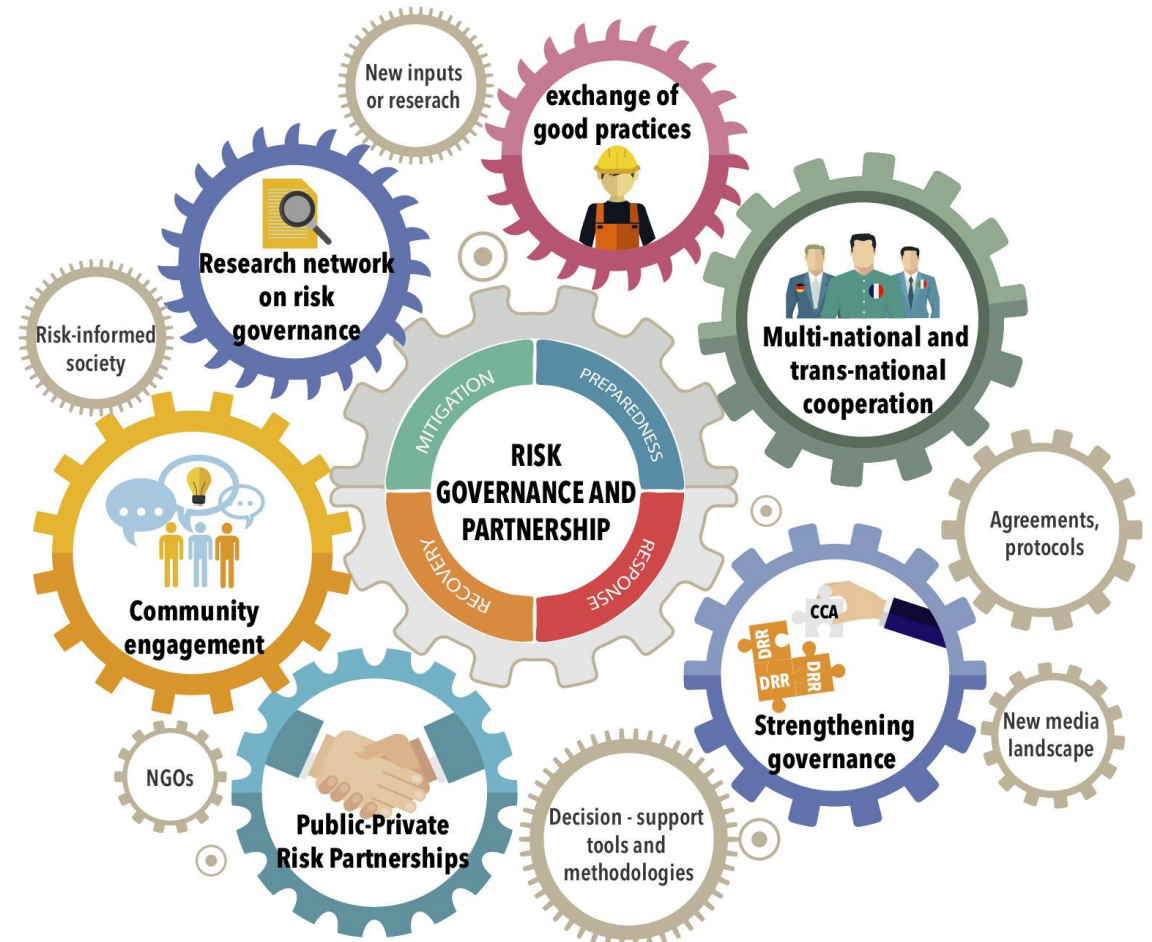 New inputs
or reserach
exchange of
good practices
Research network
on risk
governance
Multi-national and
trans-national
cooperation
Risk-informed
society
MITIGATION
PREPAREDNESS
RISK
GOVERNANCE AND
PARTNERSHIP
RECOVERY
RESPONSE
Community
engagement
Agreements,
protocols
CCA
DRR
DRR
DRR
Strengthening
governance
New media
landscape
NGOs
Public-Private
Risk Partnerships
Decision - support
tools and
methodologies